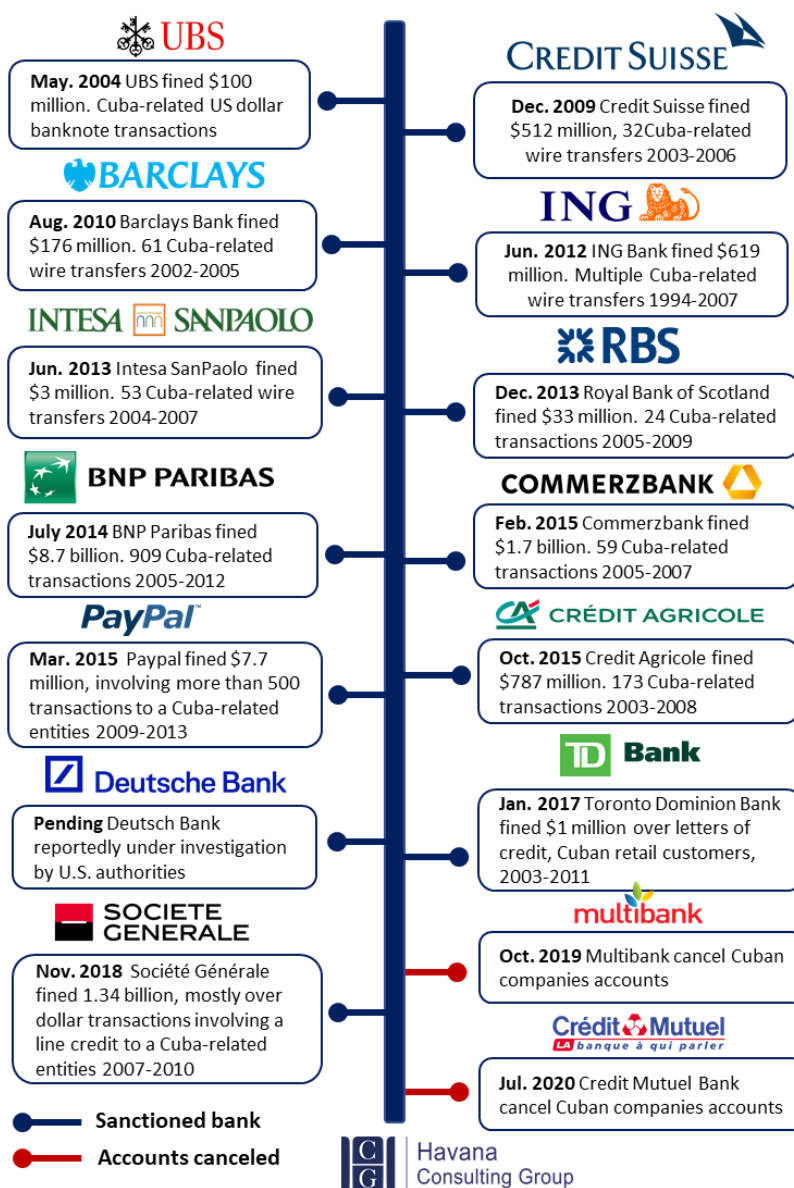 UBS
May. 2004 UBS fined $100
million. Cuba-related US dollar
banknote transactions
CREDIT SUISSE
Dec. 2009 Credit Suisse fined
$512 million, 32Cuba-related
wire transfers 2003-2006
BARCLAYS
Aug. 2010 Barclays Bank fined
$176 million. 61 Cuba-related
wire transfers 2002-2005
ING
Jun. 2012 ING Bank fined $619
million. Multiple Cuba-related
wire transfers 1994-2007
INTESA SANPAOLO
Jun. 2013 Intesa SanPaolo fined
$3 million. 53 Cuba-related wire
transfers 2004-2007
RBS
Dec. 2013 Royal Bank of Scotland
fined $33 million. 24 Cuba-related
transactions 2005-2009
BNP PARIBAS
July 2014 BNP Paribas fined
$8.7 billion. 909 Cuba-related
transactions 2005-2012
COMMERZBANK
Feb. 2015 Commerzbank fined
$1.7 billion. 59 Cuba-related
transactions 2005-2007
PayPal™
Mar. 2015 Paypal fined $7.7
million, involving more than 500
transactions to a Cuba-related
entities 2009-2013
CA CRÉDIT AGRICOLE
Oct. 2015 Credit Agricole fined
$787 million. 173 Cuba-related
transactions 2003-2008
Deutsche Bank
Pending Deutsch Bank
reportedly under investigation
by U.S. authorities
TD Bank
Jan. 2017 Toronto Dominion Bank
fined $1 million over letters of
credit, Cuban retail customers,
2003-2011
SOCIETE
GENERALE
Nov. 2018 Société Générale
fined 1.34 billion, mostly over
dollar transactions involving a
line credit to a Cuba-related
entities 2007-2010
multibank
Oct. 2019 Multibank cancel Cuban
companies accounts
Crédit Mutuel
LA banque à qui parler
Jul. 2020 Credit Mutuel Bank
cancel Cuban companies accounts
Sanctioned bank
Accounts canceled
C
G
Havana
Consulting Group